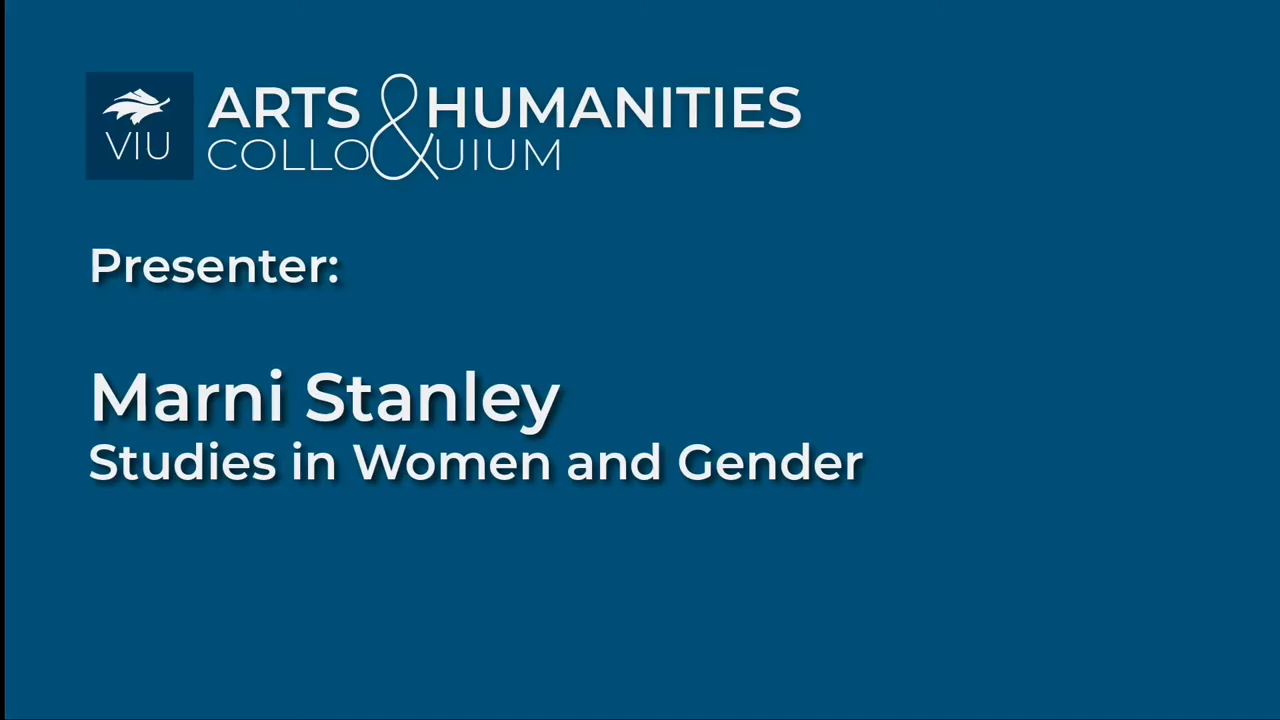 VIU
ARTS & HUMANITIES
COLLOQUIUM
Presenter:
Marni Stanley
Studies in Women and Gender